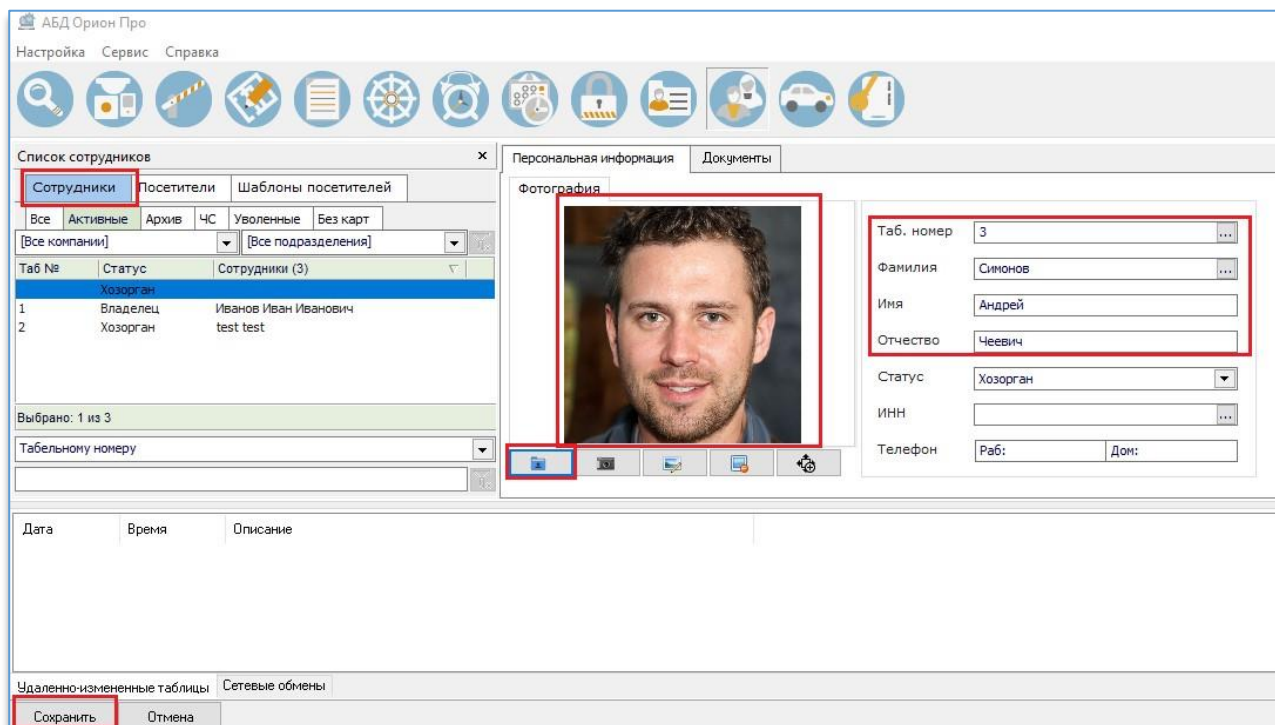 АБД Орион Про
Настройка Сервис Справка
Список сотрудников x
Персональная информация Документы
Сотрудники Посетители Шаблоны посетителей
Фотография
Все Активные Архив ЧС Уволенные Без карт
[Все компании] [Все подразделения]
Таб № Статус Сотрудники (3)
Хозорган
1 Владелец Иванов Иван Иванович
2 Хозорган test test
Выбрано: 1 из 3
Табельному номеру
Таб. номер 3 ...
Фамилия Симонов ...
Имя Андрей
Отчество Чеевич
Статус Хозорган
ИНН ...
Телефон Раб: Дом:
Дата Время Описание
Удаленно-измененные таблицы Сетевые обмены
Сохранить Отмена